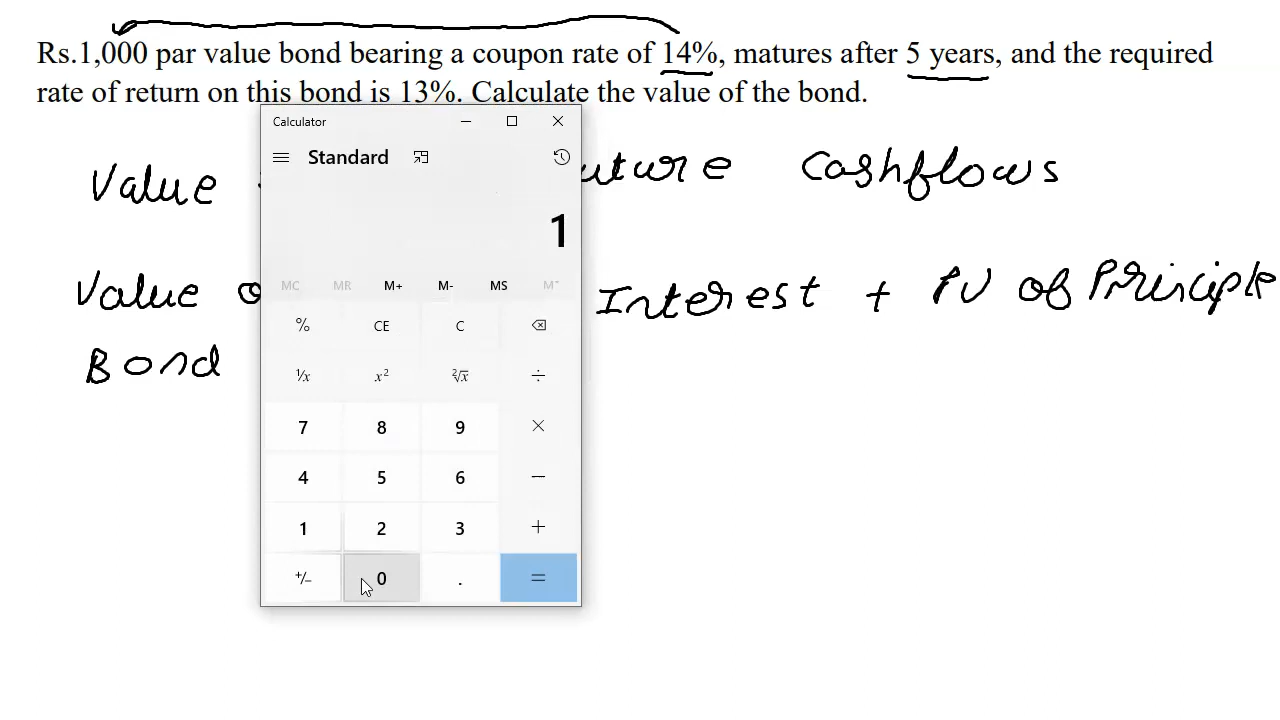 Rs.1,000 par value bond bearing a coupon rate of 14%, matures after 5 years, and the required
rate of return on this bond is 13%. Calculate the value of the bond.
Calculator
Standard
Value Cashflows
1
Value Interest + PV of Principle
Bond
MC MR M+ M- MS M˅
% CE C
¹/x x² ²√x ÷
7 8 9 ×
4 5 6 −
1 2 3 +
+/− 0 . =